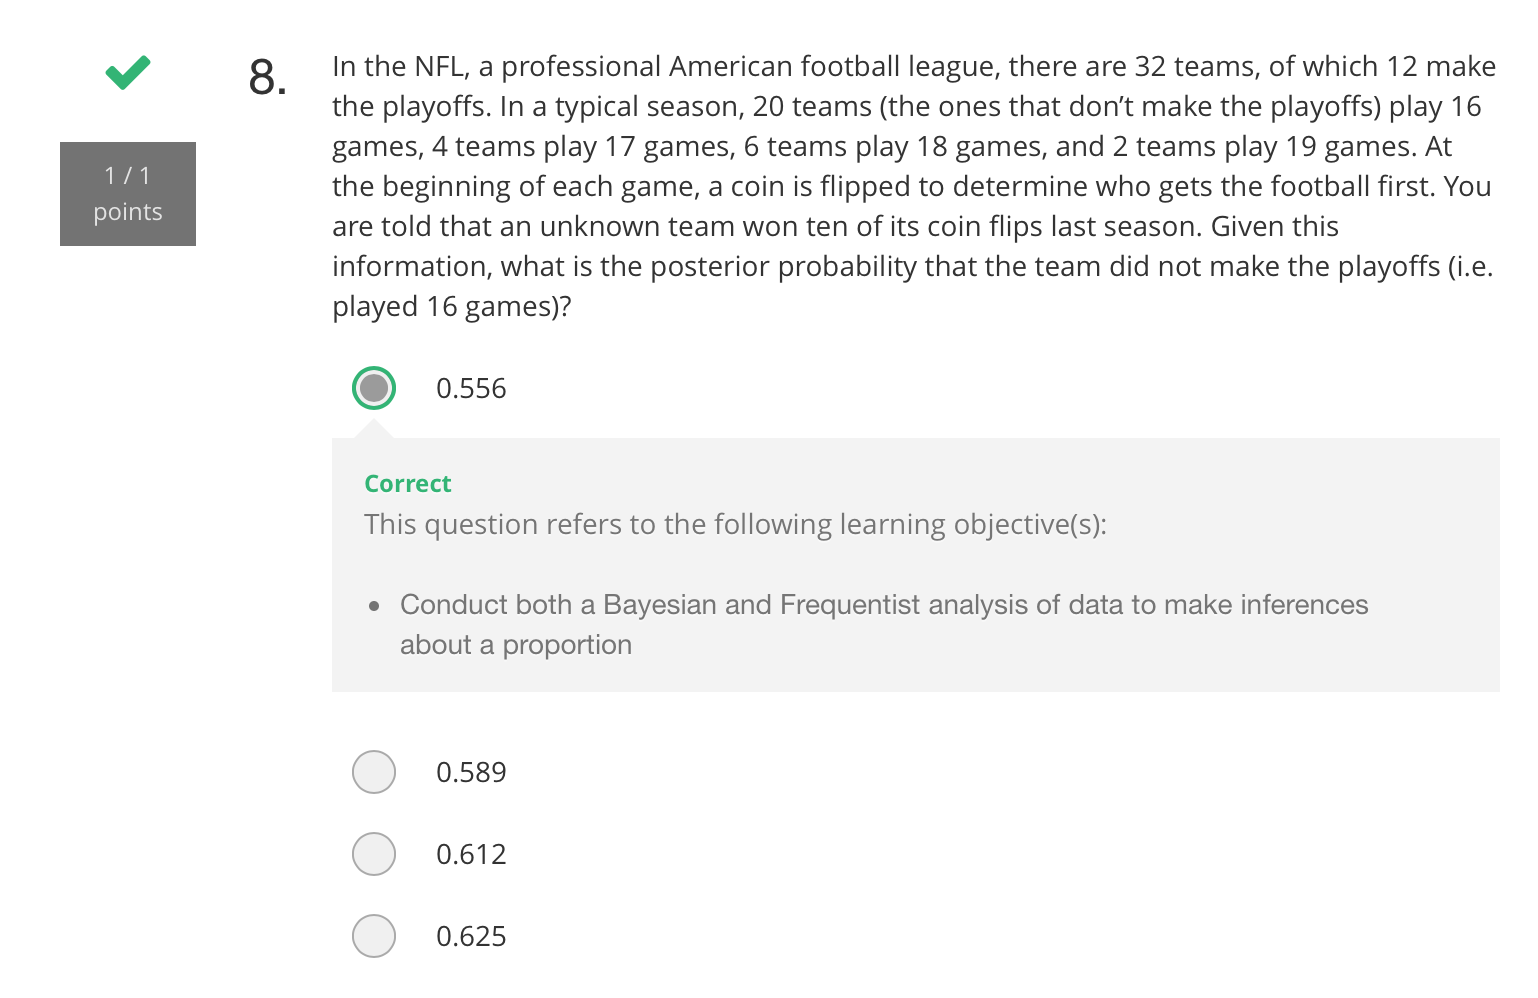 1 / 1
points
8.
In the NFL, a professional American football league, there are 32 teams, of which 12 make
the playoffs. In a typical season, 20 teams (the ones that don’t make the playoffs) play 16
games, 4 teams play 17 games, 6 teams play 18 games, and 2 teams play 19 games. At
the beginning of each game, a coin is flipped to determine who gets the football first. You
are told that an unknown team won ten of its coin flips last season. Given this
information, what is the posterior probability that the team did not make the playoffs (i.e.
played 16 games)?
0.556
Correct
This question refers to the following learning objective(s):
• Conduct both a Bayesian and Frequentist analysis of data to make inferences
about a proportion
0.589
0.612
0.625